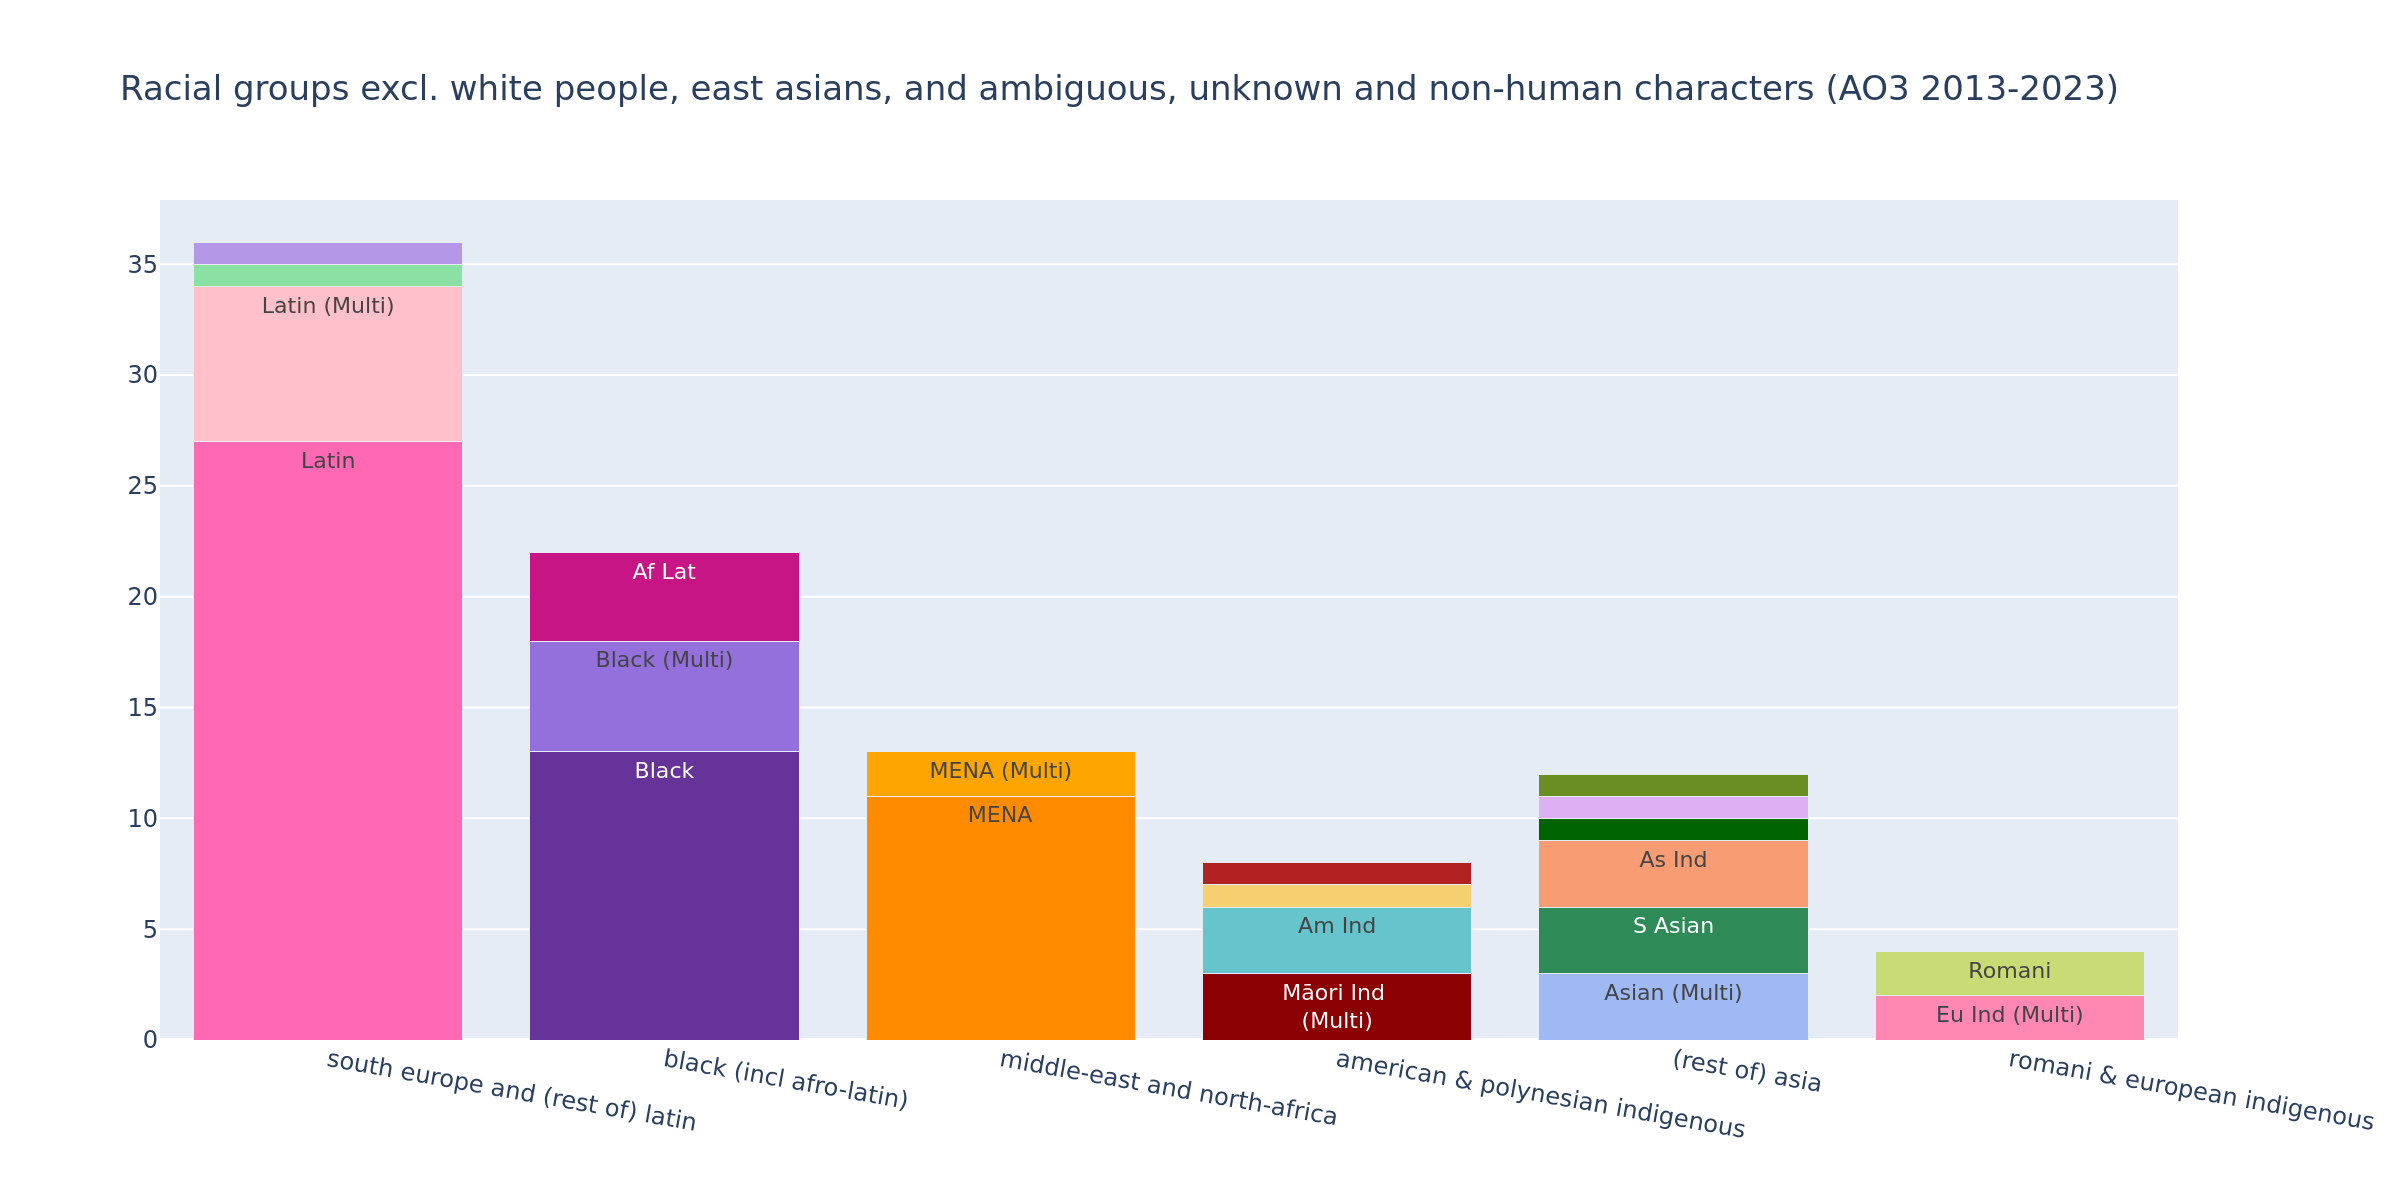 Racial groups excl. white people, east asians, and ambiguous, unknown and non-human characters (AO3 2013-2023)
35
30
25
20
15
10
5
0
Latin (Multi)
Latin
Af Lat
Black (Multi)
Black
MENA (Multi)
MENA
Am Ind
Māori Ind
(Multi)
As Ind
S Asian
Asian (Multi)
Romani
Eu Ind (Multi)
south europe and (rest of) latin
black (incl afro-latin)
middle-east and north-africa
american & polynesian indigenous
(rest of) asia
romani & european indigenous